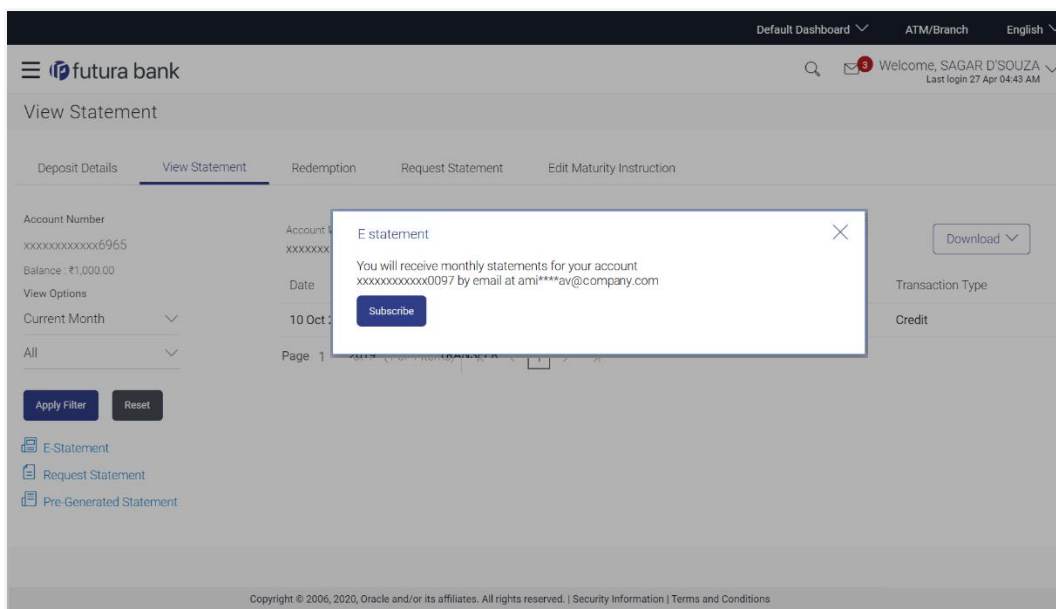 Default Dashboard ATM/Branch English
futura bank 3 Welcome, SAGAR D'SOUZA
Last login 27 Apr 04:43 AM
View Statement
Deposit Details View Statement Redemption Request Statement Edit Maturity Instruction
Account Number
xxxxxxxxxxxx6965
Balance : ₹1,000.00
View Options
Current Month
All
Apply Filter Reset
E-Statement
Request Statement
Pre-Generated Statement
Account
xxxxxxx
Download
Date Transaction Type
10 Oct Credit
Page 1
E statement
You will receive monthly statements for your account
xxxxxxxxxxxx0097 by email at ami****av@company.com
Subscribe
Copyright © 2006, 2020, Oracle and/or its affiliates. All rights reserved. | Security Information | Terms and Conditions